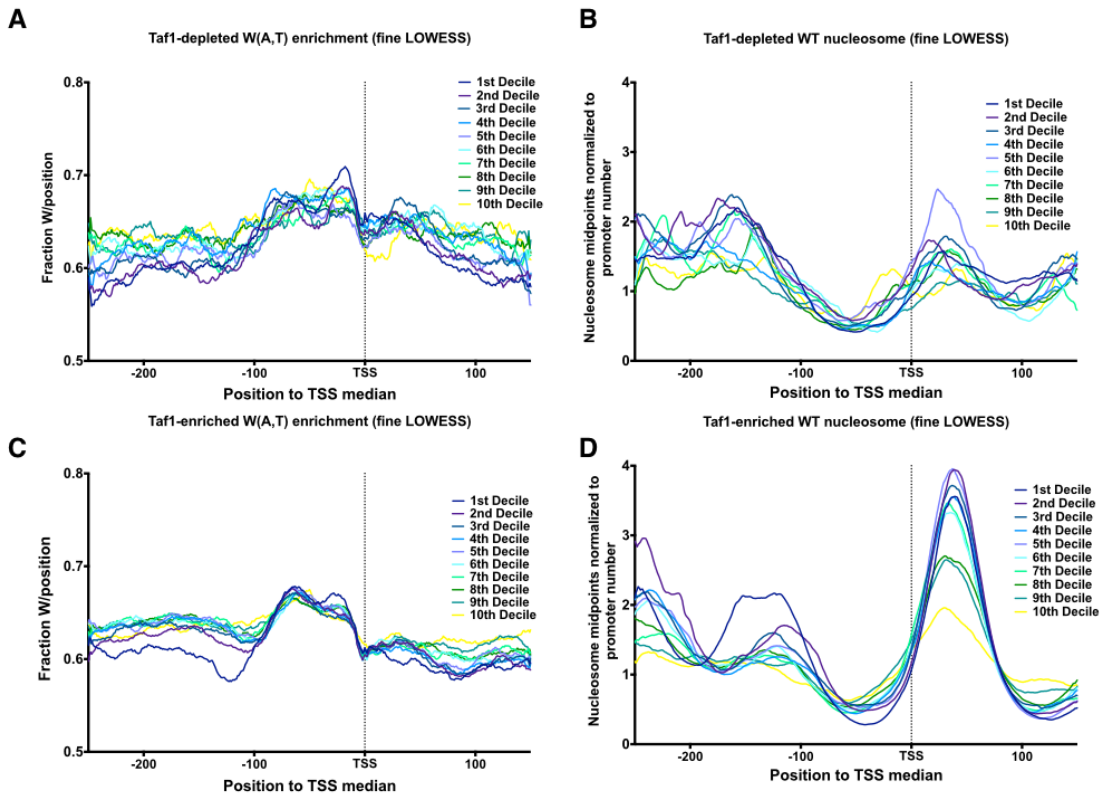 A
Taf1-depleted W(A,T) enrichment (fine LOWESS)
Fraction W/position
0.8
0.7
0.6
0.5
-200
-100
TSS
100
Position to TSS median
1st Decile
2nd Decile
3rd Decile
4th Decile
5th Decile
6th Decile
7th Decile
8th Decile
9th Decile
10th Decile
B
Taf1-depleted WT nucleosome (fine LOWESS)
Nucleosome midpoints normalized to
promoter number
4
3
2
1
0
-200
-100
TSS
100
Position to TSS median
1st Decile
2nd Decile
3rd Decile
4th Decile
5th Decile
6th Decile
7th Decile
8th Decile
9th Decile
10th Decile
C
Taf1-enriched W(A,T) enrichment (fine LOWESS)
Fraction W/position
0.8
0.7
0.6
0.5
-200
-100
TSS
100
Position to TSS median
1st Decile
2nd Decile
3rd Decile
4th Decile
5th Decile
6th Decile
7th Decile
8th Decile
9th Decile
10th Decile
D
Taf1-enriched WT nucleosome (fine LOWESS)
Nucleosome midpoints normalized to
promoter number
4
3
2
1
0
-200
-100
TSS
100
Position to TSS median
1st Decile
2nd Decile
3rd Decile
4th Decile
5th Decile
6th Decile
7th Decile
8th Decile
9th Decile
10th Decile